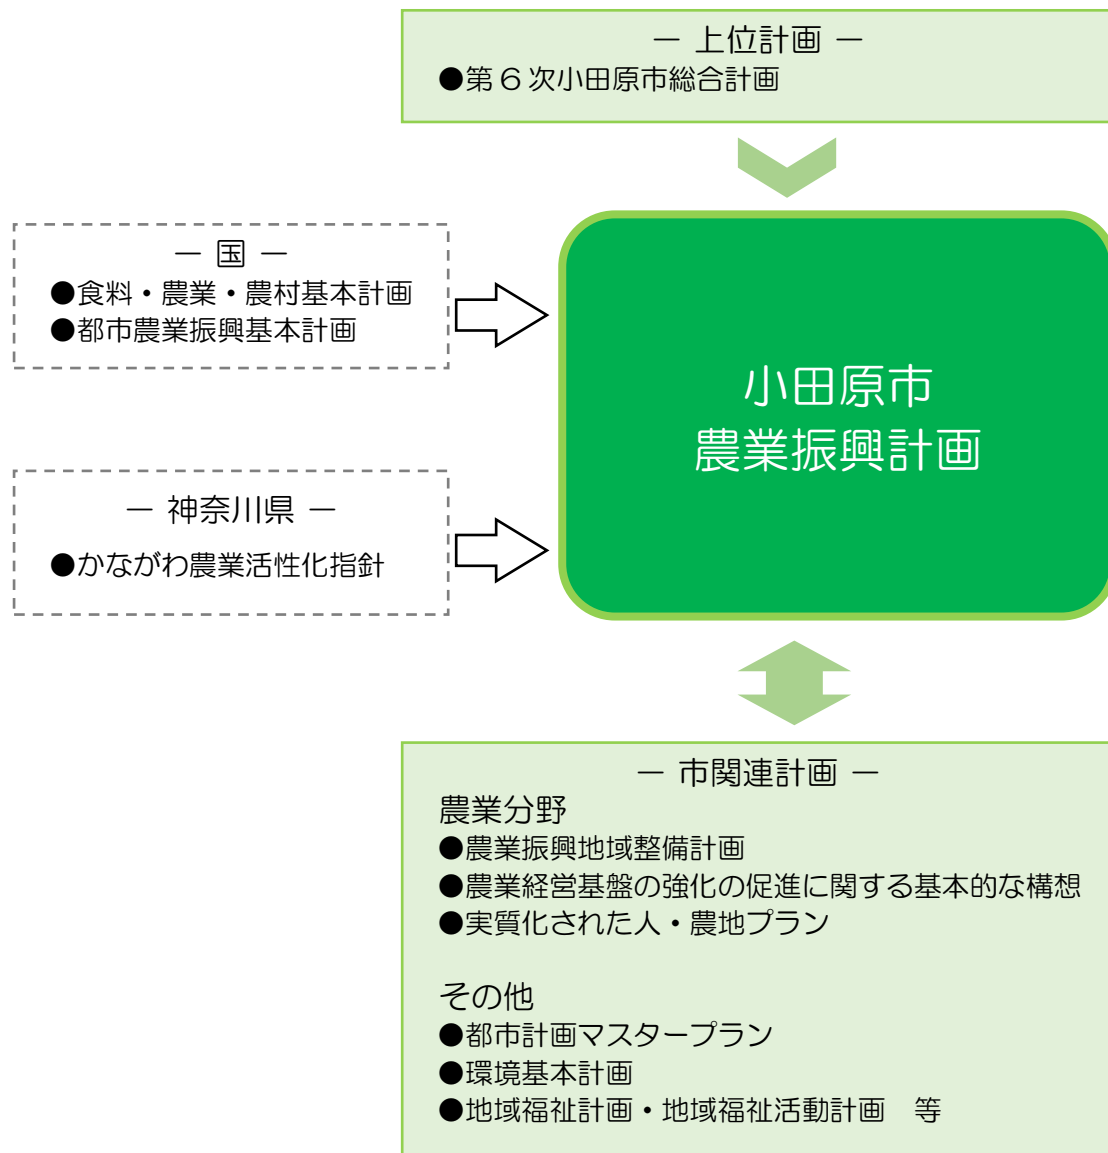 ― 上位計画 ―
●第６次小田原市総合計画
― 国 ―
●食料・農業・農村基本計画
●都市農業振興基本計画
小田原市
農業振興計画
― 神奈川県 ―
●かながわ農業活性化指針
― 市関連計画 ―
農業分野
●農業振興地域整備計画
●農業経営基盤の強化の促進に関する基本的な構想
●実質化された人・農地プラン
その他
●都市計画マスタープラン
●環境基本計画
●地域福祉計画・地域福祉活動計画　等